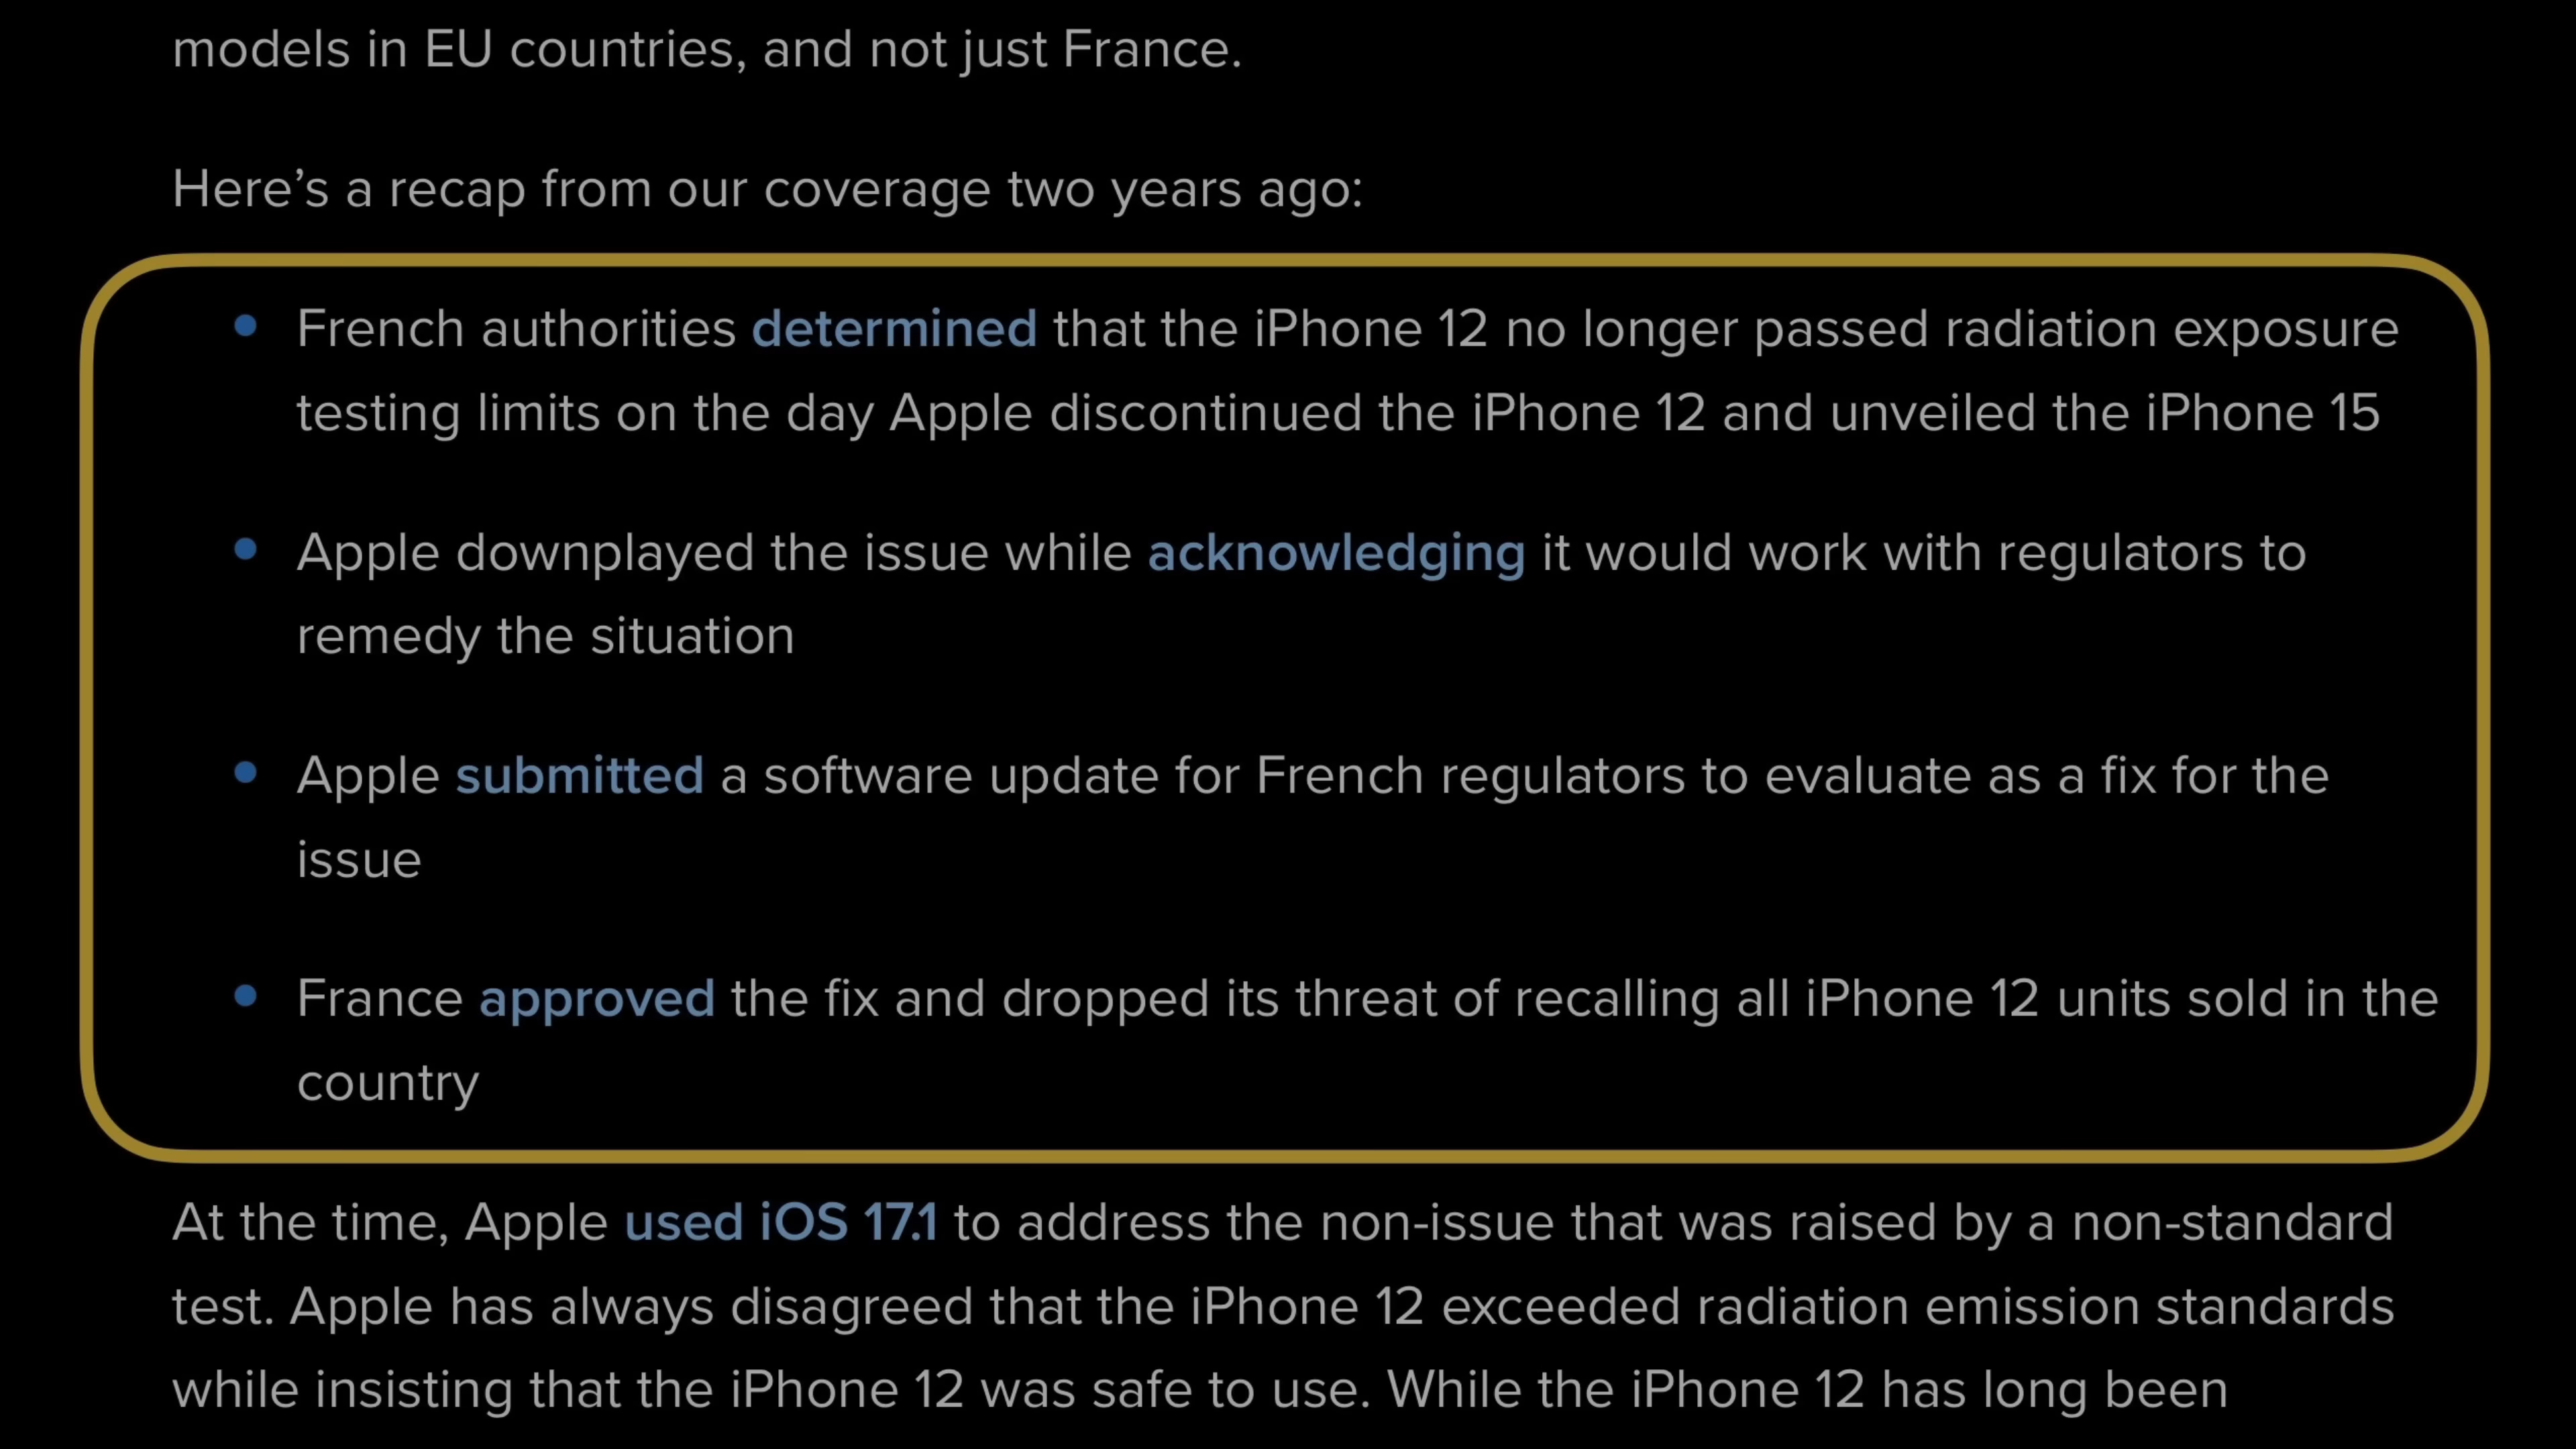 models in EU countries, and not just France.
Here’s a recap from our coverage two years ago:
• French authorities determined that the iPhone 12 no longer passed radiation exposure
testing limits on the day Apple discontinued the iPhone 12 and unveiled the iPhone 15
• Apple downplayed the issue while acknowledging it would work with regulators to
remedy the situation
• Apple submitted a software update for French regulators to evaluate as a fix for the
issue
• France approved the fix and dropped its threat of recalling all iPhone 12 units sold in the
country
At the time, Apple used iOS 17.1 to address the non-issue that was raised by a non-standard
test. Apple has always disagreed that the iPhone 12 exceeded radiation emission standards
while insisting that the iPhone 12 was safe to use. While the iPhone 12 has long been